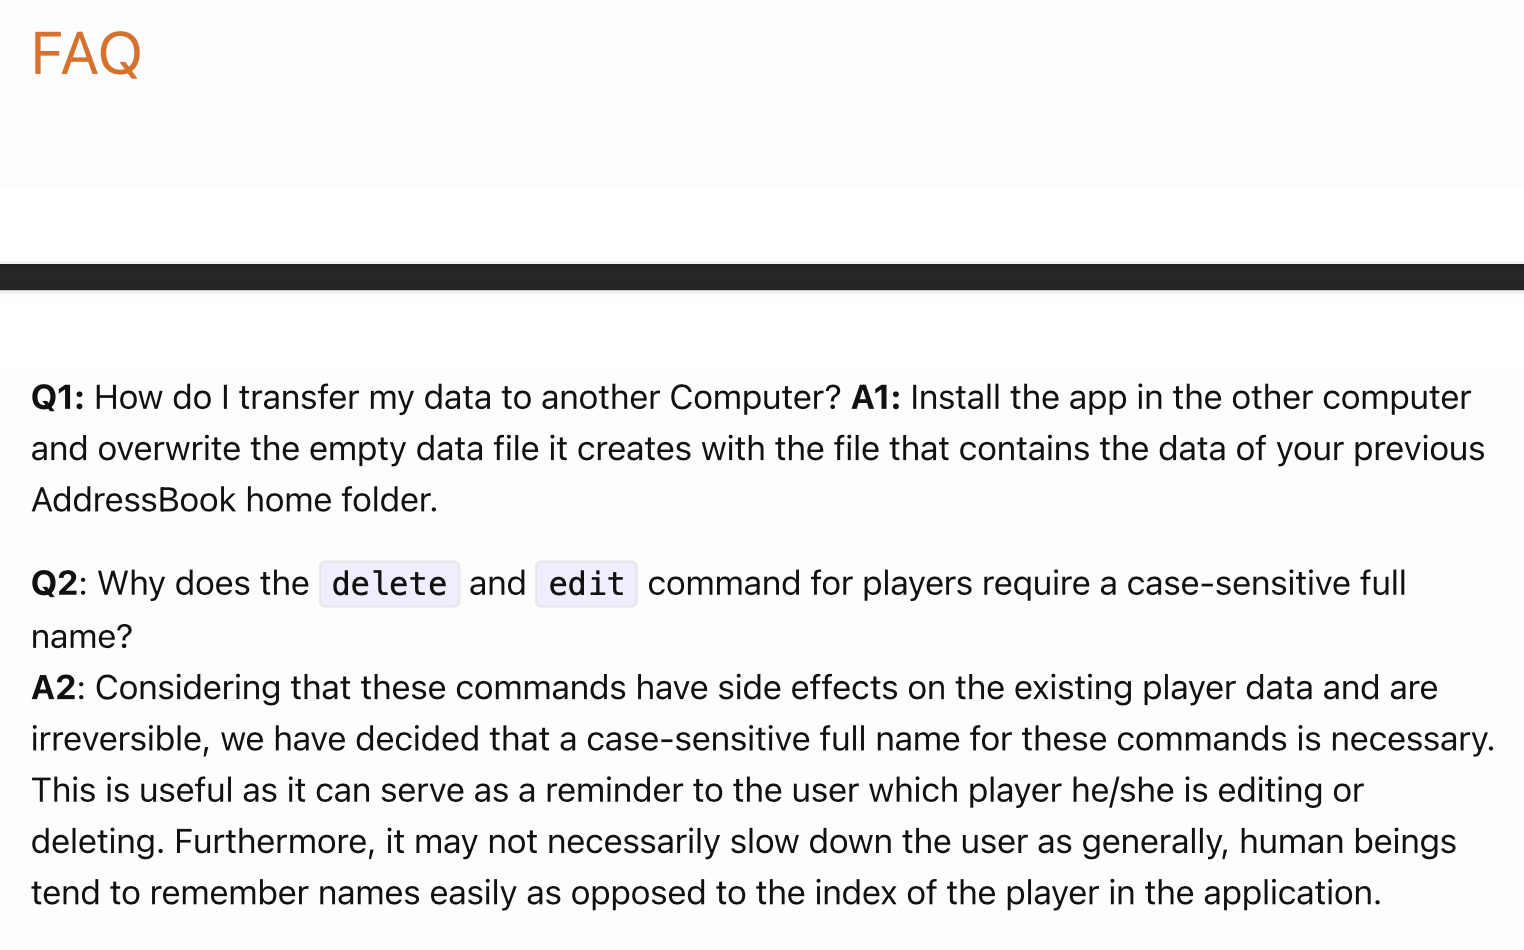 FAQ
Q1: How do I transfer my data to another Computer? A1: Install the app in the other computer
and overwrite the empty data file it creates with the file that contains the data of your previous
AddressBook home folder.
Q2: Why does the delete and edit command for players require a case-sensitive full
name?
A2: Considering that these commands have side effects on the existing player data and are
irreversible, we have decided that a case-sensitive full name for these commands is necessary.
This is useful as it can serve as a reminder to the user which player he/she is editing or
deleting. Furthermore, it may not necessarily slow down the user as generally, human beings
tend to remember names easily as opposed to the index of the player in the application.